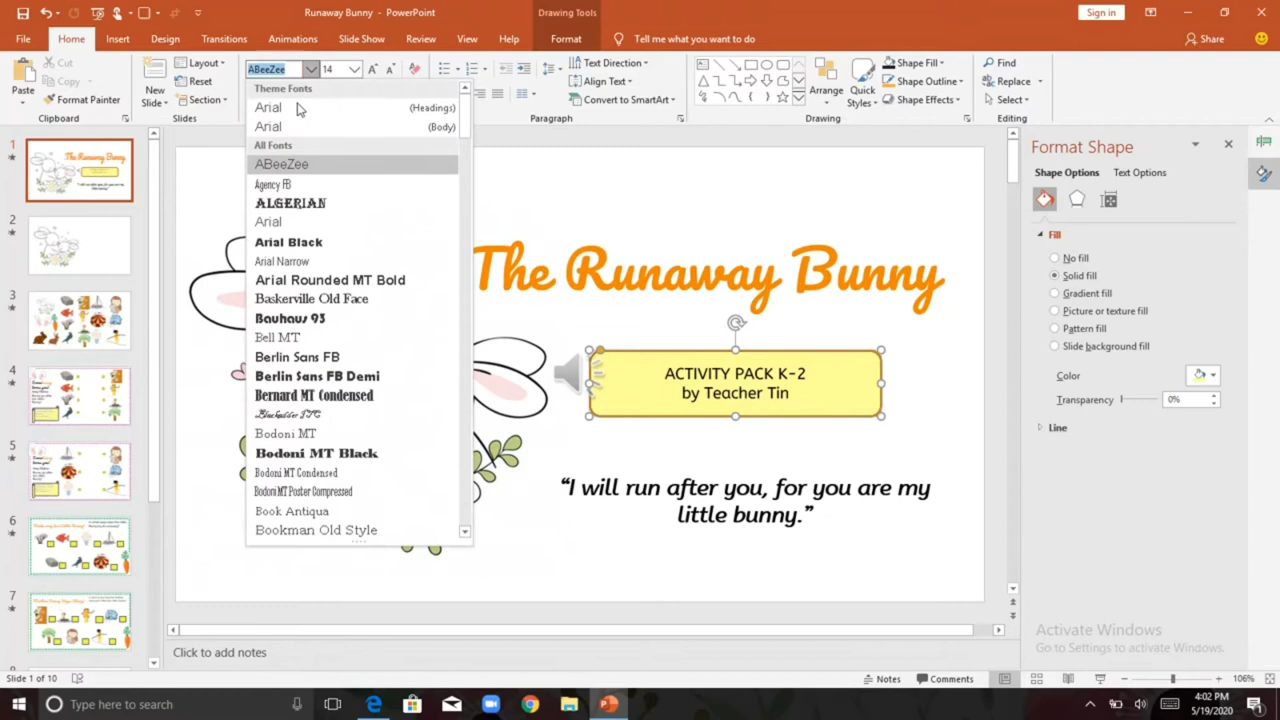 Runaway Bunny - PowerPoint
Drawing Tools
Sign in
File
Home
Insert
Design
Transitions
Animations
Slide Show
Review
View
Help
Format
Tell me what you want to do
Share
Paste
Cut
Copy
Format Painter
Clipboard
New
Slide
Layout
Reset
Section
Slides
ABeeZee
14
Text Direction
Align Text
Convert to SmartArt
Paragraph
Arrange
Quick
Styles
Shape Fill
Shape Outline
Shape Effects
Drawing
Find
Replace
Select
Editing
Theme Fonts
Arial (Headings)
Arial (Body)
All Fonts
ABeeZee
Agency FB
ALGERIAN
Arial
Arial Black
Arial Narrow
Arial Rounded MT Bold
Baskerville Old Face
Bauhaus 93
Bell MT
Berlin Sans FB
Berlin Sans FB Demi
Bernard MT Condensed
Blackadder ITC
Bodoni MT
Bodoni MT Black
Bodoni MT Condensed
Bodoni MT Poster Compressed
Book Antiqua
Bookman Old Style
1
2
3
4
5
6
7
8
The Runaway Bunny
ACTIVITY PACK K-2
by Teacher Tin
“I will run after you, for you are my
little bunny.”
Format Shape
Shape Options
Text Options
Fill
No fill
Solid fill
Gradient fill
Picture or texture fill
Pattern fill
Slide background fill
Color
Transparency
0%
Line
Activate Windows
Go to Settings to activate Windows.
Click to add notes
Slide 1 of 10
Notes
Comments
106%
Type here to search
4:02 PM
5/19/2020